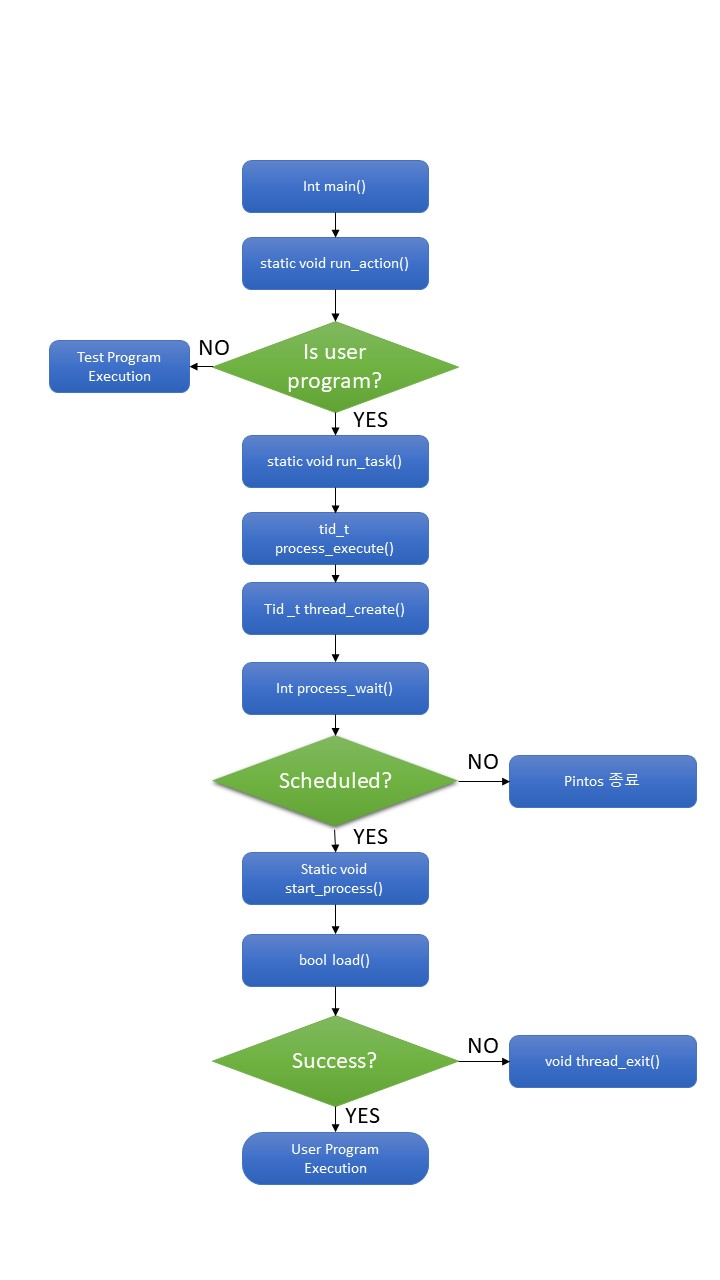 Int main()
static void run_action()
Is user
program?
NO
Test Program
Execution
YES
static void run_task()
tid_t
process_execute()
Tid_t thread_create()
Int process_wait()
Scheduled?
NO
Pintos 종료
YES
Static void
start_process()
bool load()
Success?
NO
void thread_exit()
YES
User Program
Execution